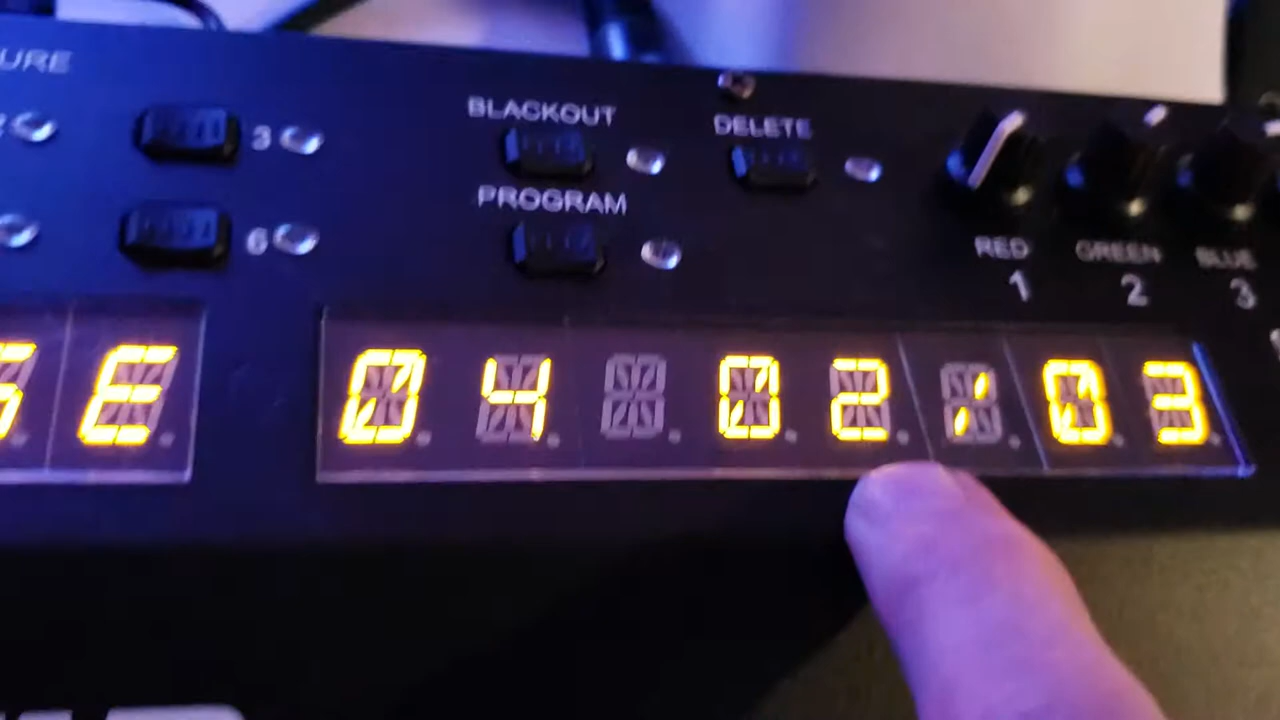 URE
BLACKOUT
DELETE
3
PROGRAM
6
RED
GREEN
BLUE
1
2
3
E
04 02/03